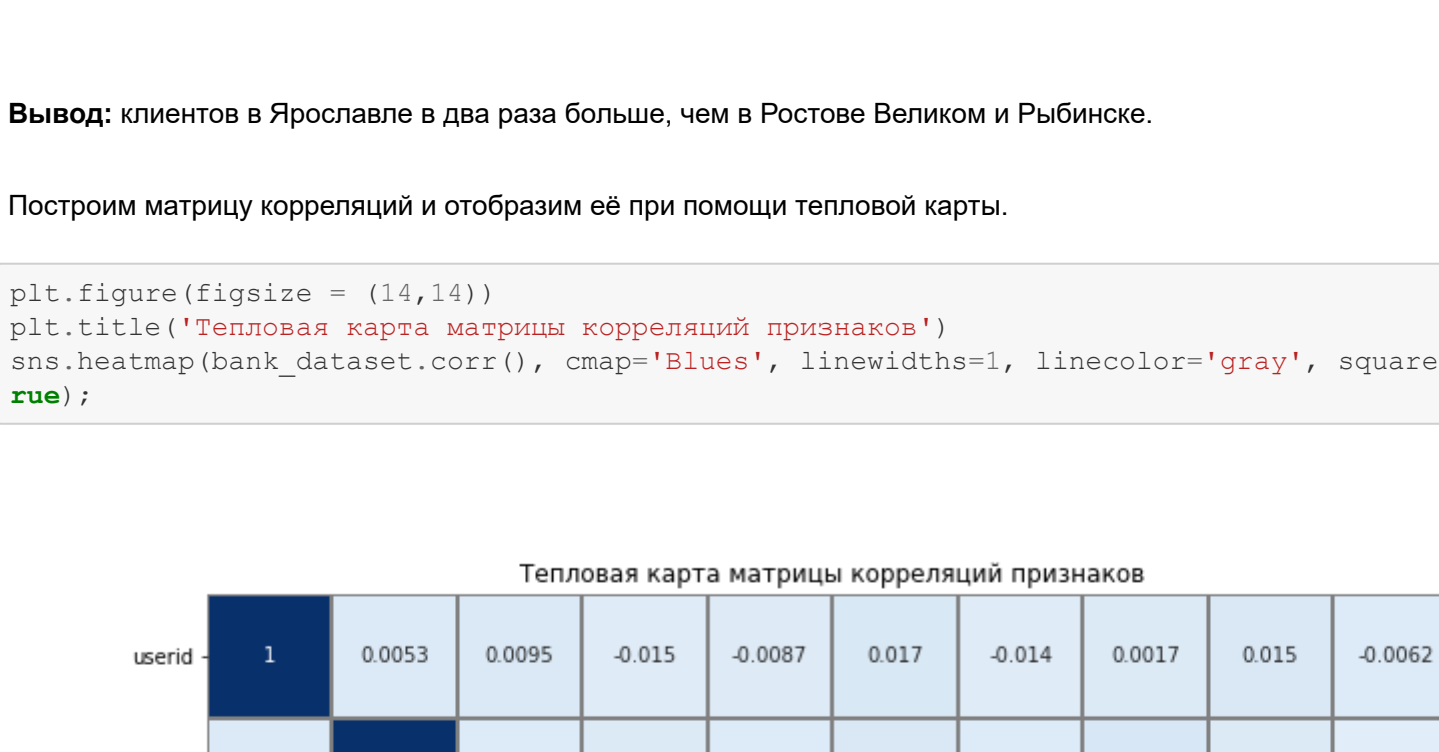 Вывод: клиентов в Ярославле в два раза больше, чем в Ростове Великом и Рыбинске.
Построим матрицу корреляций и отобразим её при помощи тепловой карты.
plt.figure(figsize = (14,14))
plt.title('Тепловая карта матрицы корреляций признаков')
sns.heatmap(bank_dataset.corr(), cmap='Blues', linewidths=1, linecolor='gray', square
rue);
Тепловая карта матрицы корреляций признаков
userid 1 0.0053 0.0095 -0.015 -0.0087 0.017 -0.014 0.0017 0.015 -0.0062